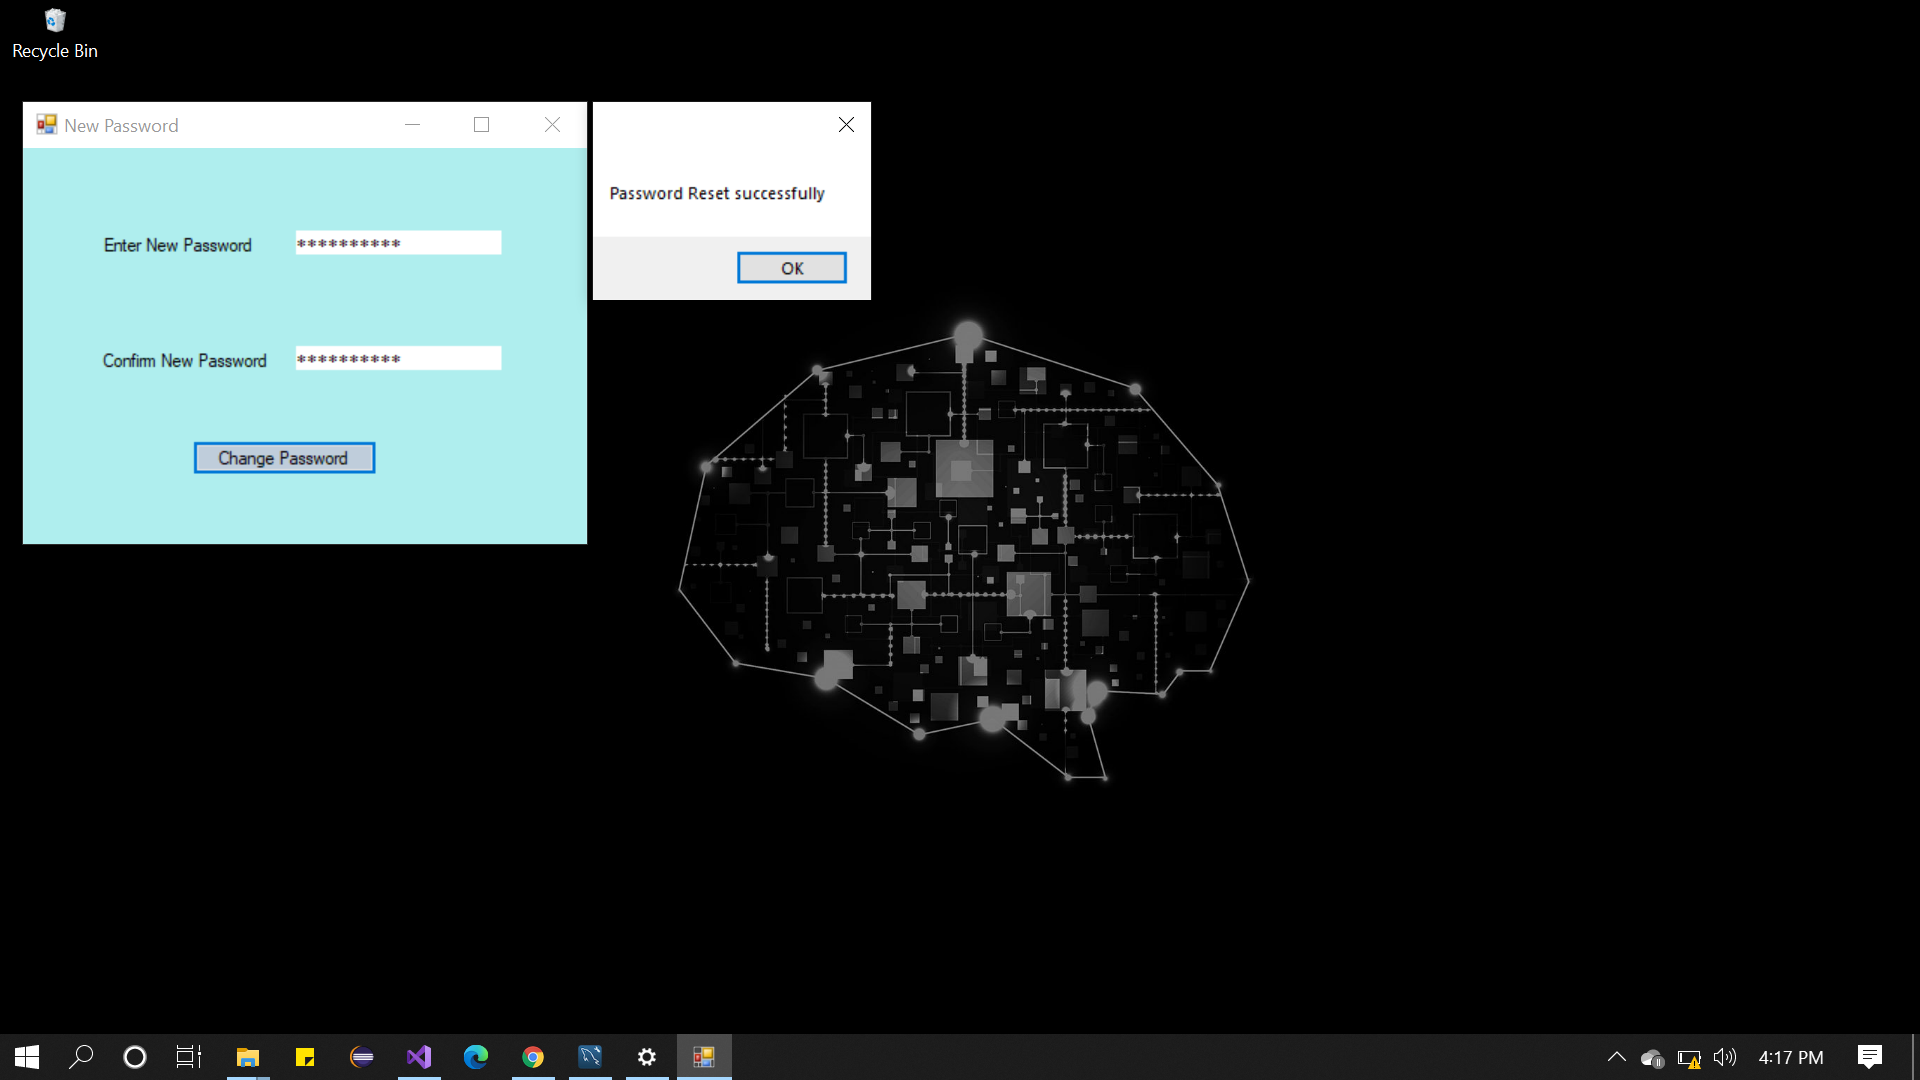 Recycle Bin
New Password
Enter New Password **********
Confirm New Password **********
Change Password
Password Reset successfully
OK
4:17 PM